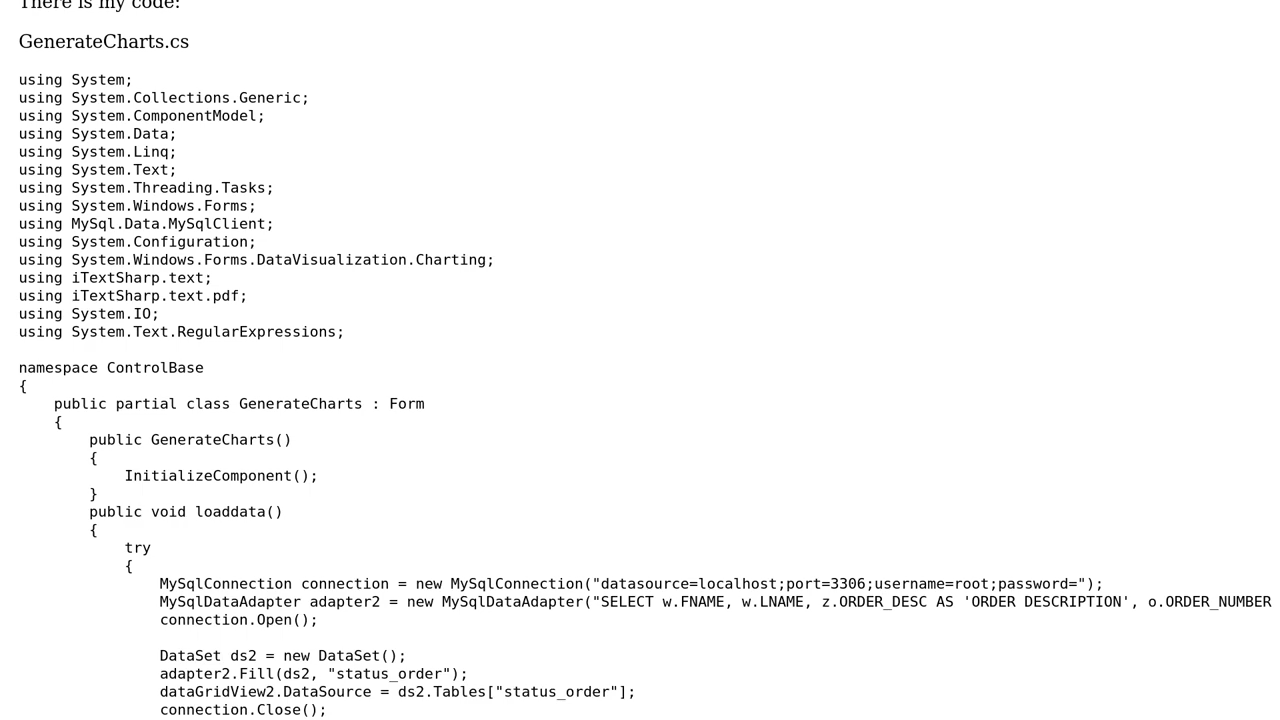 There is my code:
GenerateCharts.cs
using System;
using System.Collections.Generic;
using System.ComponentModel;
using System.Data;
using System.Linq;
using System.Text;
using System.Threading.Tasks;
using System.Windows.Forms;
using MySql.Data.MySqlClient;
using System.Configuration;
using System.Windows.Forms.DataVisualization.Charting;
using iTextSharp.text;
using iTextSharp.text.pdf;
using System.IO;
using System.Text.RegularExpressions;
namespace ControlBase
{
    public partial class GenerateCharts : Form
    {
        public GenerateCharts()
        {
            InitializeComponent();
        }
        public void loaddata()
        {
            try
            {
                MySqlConnection connection = new MySqlConnection("datasource=localhost;port=3306;username=root;password=");
                MySqlDataAdapter adapter2 = new MySqlDataAdapter("SELECT w.FNAME, w.LNAME, z.ORDER_DESC AS 'ORDER DESCRIPTION', o.ORDER_NUMBER
                connection.Open();
                DataSet ds2 = new DataSet();
                adapter2.Fill(ds2, "status_order");
                dataGridView2.DataSource = ds2.Tables["status_order"];
                connection.Close();